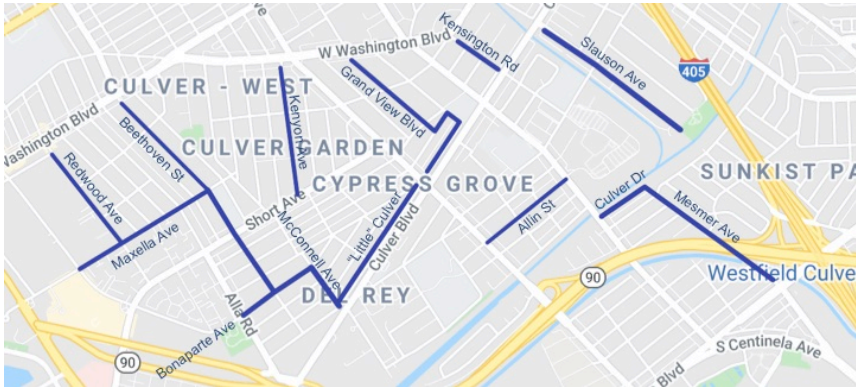 W Washington Blvd
Kensington Rd
Slauson Ave
405
CULVER - WEST
Grand View Blvd
Washington Blvd
Beethoven St
Kenyon Ave
CULVER GARDEN
Redwood Ave
CYPRESS GROVE
SUNKIST PA
Culver Dr
Mesmer Ave
Short Ave
Allin St
McConnell Ave
"Little" Culver
Culver Blvd
Maxella Ave
90
Westfield Culve
DEL REY
Alla Rd
Bonaparte Ave
90
S Centinela Ave
Blvd